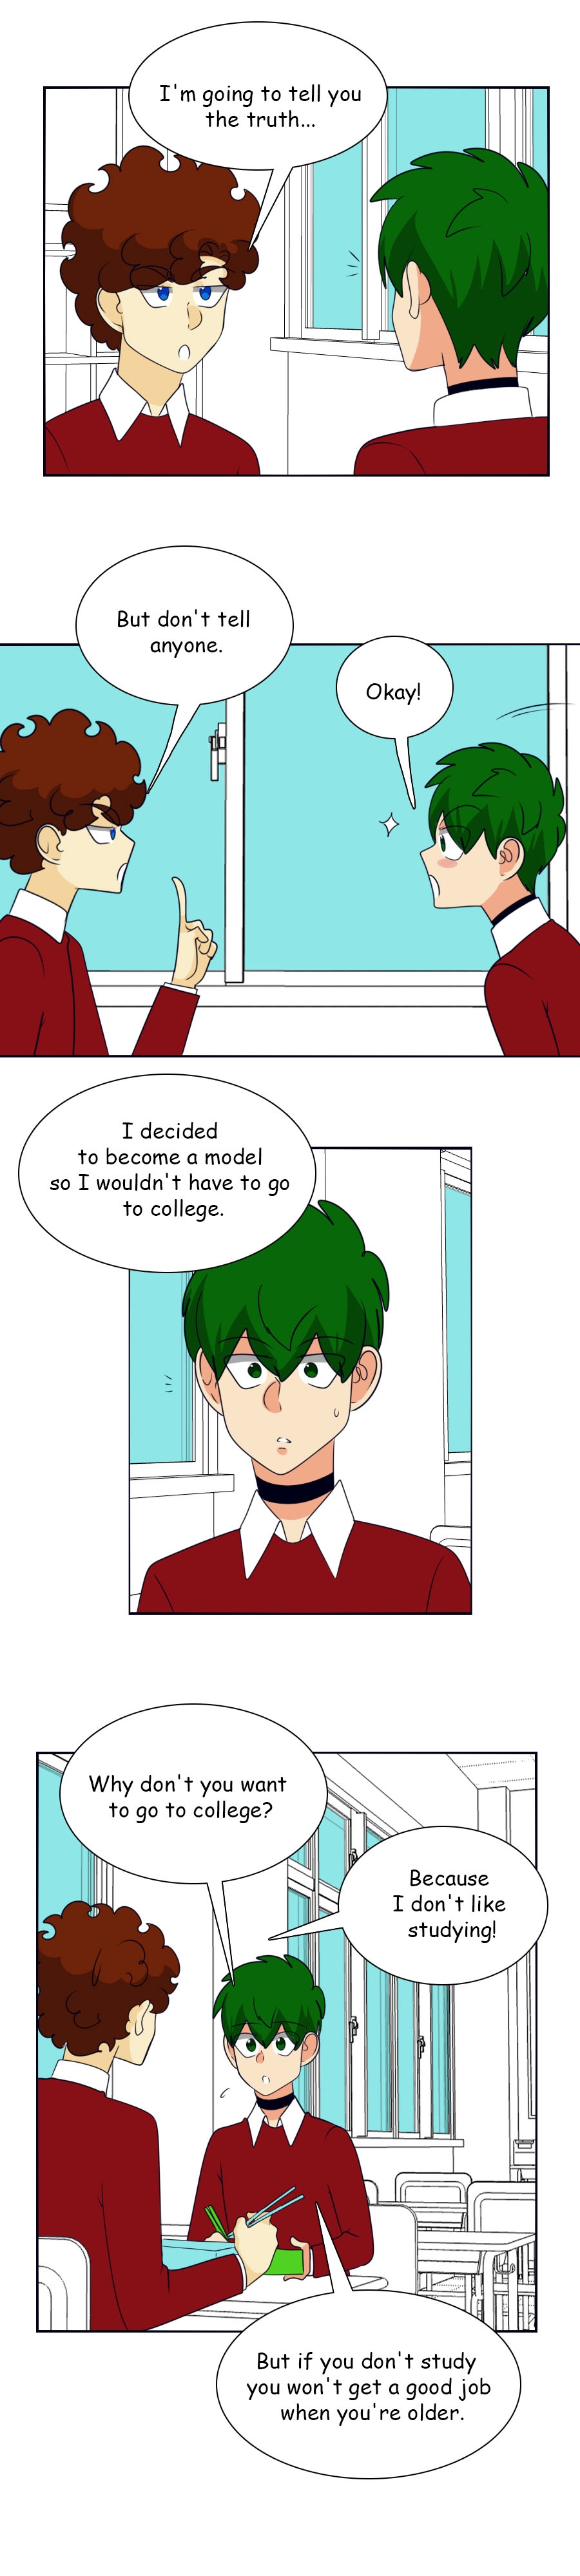 I'm going to tell you
the truth...
But don't tell
anyone.
Okay!
I decided
to become a model
so I wouldn't have to go
to college.
Why don't you want
to go to college?
Because
I don't like
studying!
But if you don't study
you won't get a good job
when you're older.